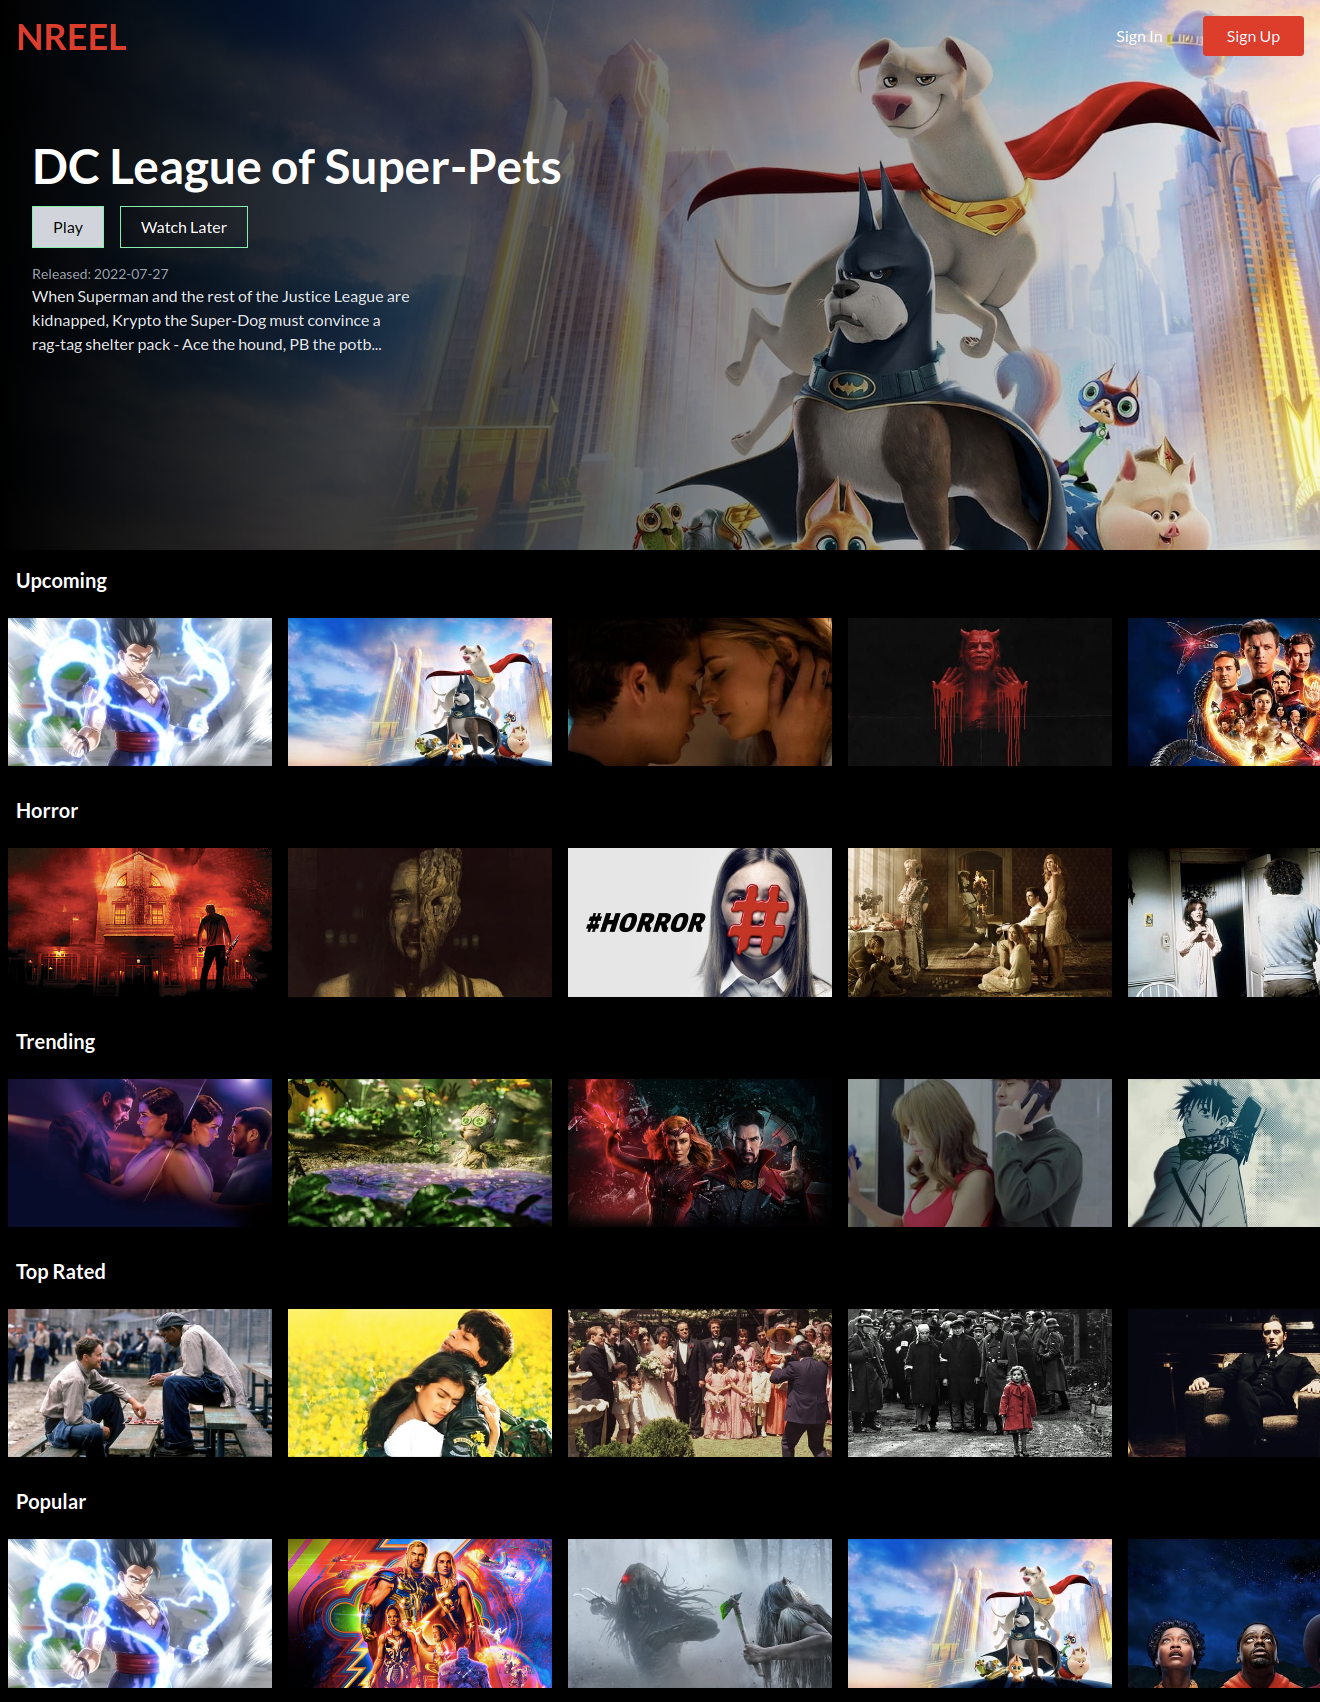 NREEL
Sign In
Sign Up
DC League of Super-Pets
Play
Watch Later
Released: 2022-07-27
When Superman and the rest of the Justice League are
kidnapped, Krypto the Super-Dog must convince a
rag-tag shelter pack - Ace the hound, PB the potb...
Upcoming
Horror
#HORROR
#
Trending
Top Rated
Popular